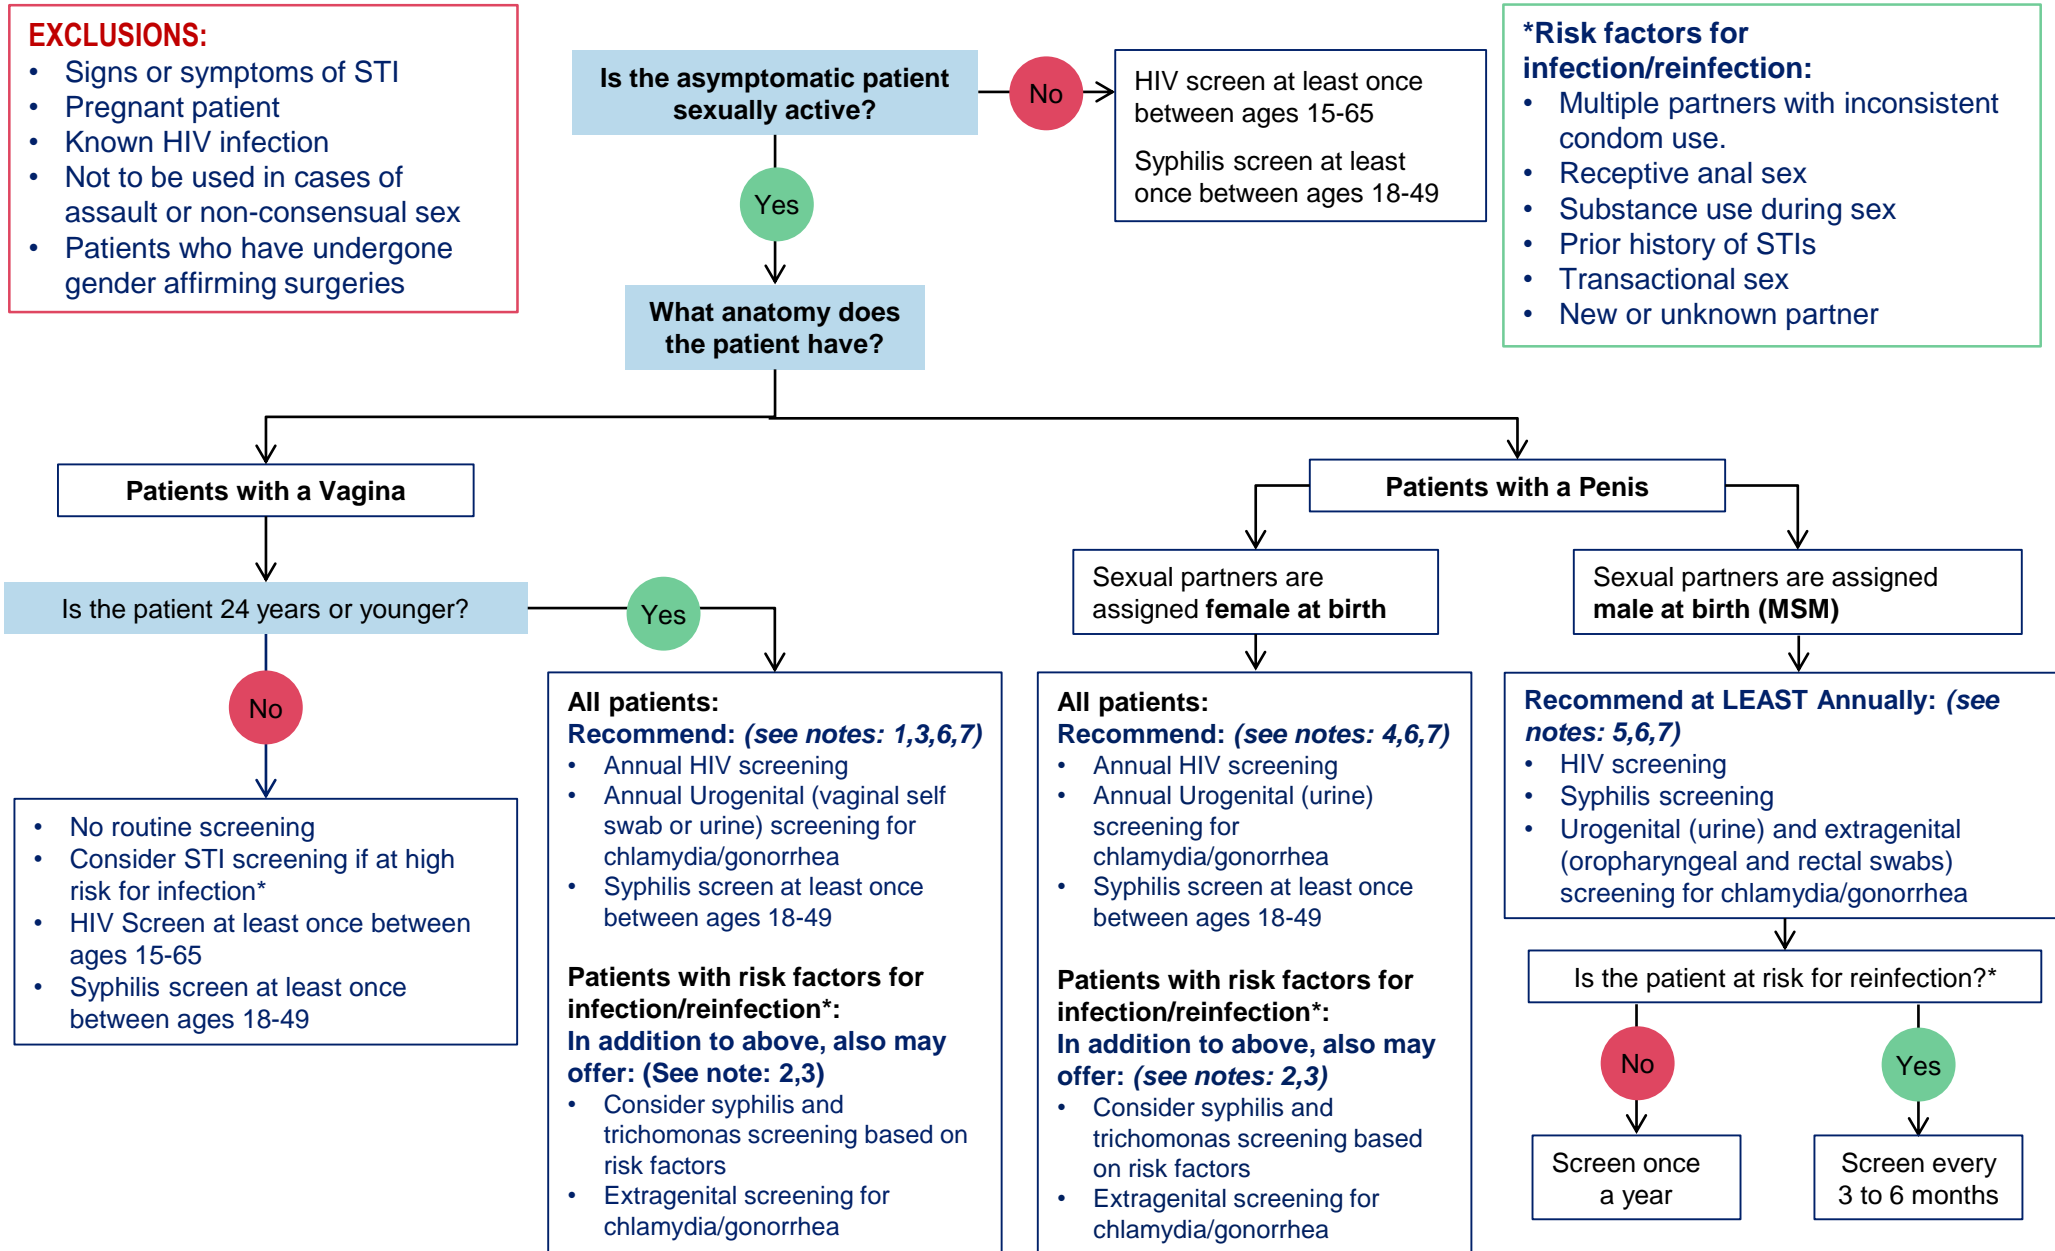 EXCLUSIONS:
• Signs or symptoms of STI
• Pregnant patient
• Known HIV infection
• Not to be used in cases of
assault or non-consensual sex
• Patients who have undergone
gender affirming surgeries
Is the asymptomatic patient
sexually active?
No
HIV screen at least once
between ages 15-65
Syphilis screen at least
once between ages 18-49
*Risk factors for
infection/reinfection:
• Multiple partners with inconsistent
condom use.
• Receptive anal sex
• Substance use during sex
• Prior history of STIs
• Transactional sex
• New or unknown partner
Yes
What anatomy does
the patient have?
Patients with a Vagina
Is the patient 24 years or younger?
Yes
No
• No routine screening
• Consider STI screening if at high
risk for infection*
• HIV Screen at least once between
ages 15-65
• Syphilis screen at least once
between ages 18-49
All patients:
Recommend: (see notes: 1,3,6,7)
• Annual HIV screening
• Annual Urogenital (vaginal self
swab or urine) screening for
chlamydia/gonorrhea
• Syphilis screen at least once
between ages 18-49
Patients with risk factors for
infection/reinfection*:
In addition to above, also may
offer: (See note: 2,3)
• Consider syphilis and
trichomonas screening based on
risk factors
• Extragenital screening for
chlamydia/gonorrhea
Patients with a Penis
Sexual partners are
assigned female at birth
All patients:
Recommend: (see notes: 4,6,7)
• Annual HIV screening
• Annual Urogenital (urine)
screening for
chlamydia/gonorrhea
• Syphilis screen at least once
between ages 18-49
Patients with risk factors for
infection/reinfection*:
In addition to above, also may
offer: (see notes: 2,3)
• Consider syphilis and
trichomonas screening based
on risk factors
• Extragenital screening for
chlamydia/gonorrhea
Sexual partners are assigned
male at birth (MSM)
Recommend at LEAST Annually: (see
notes: 5,6,7)
• HIV screening
• Syphilis screening
• Urogenital (urine) and extragenital
(oropharyngeal and rectal swabs)
screening for chlamydia/gonorrhea
Is the patient at risk for reinfection?*
No
Yes
Screen once
a year
Screen every
3 to 6 months